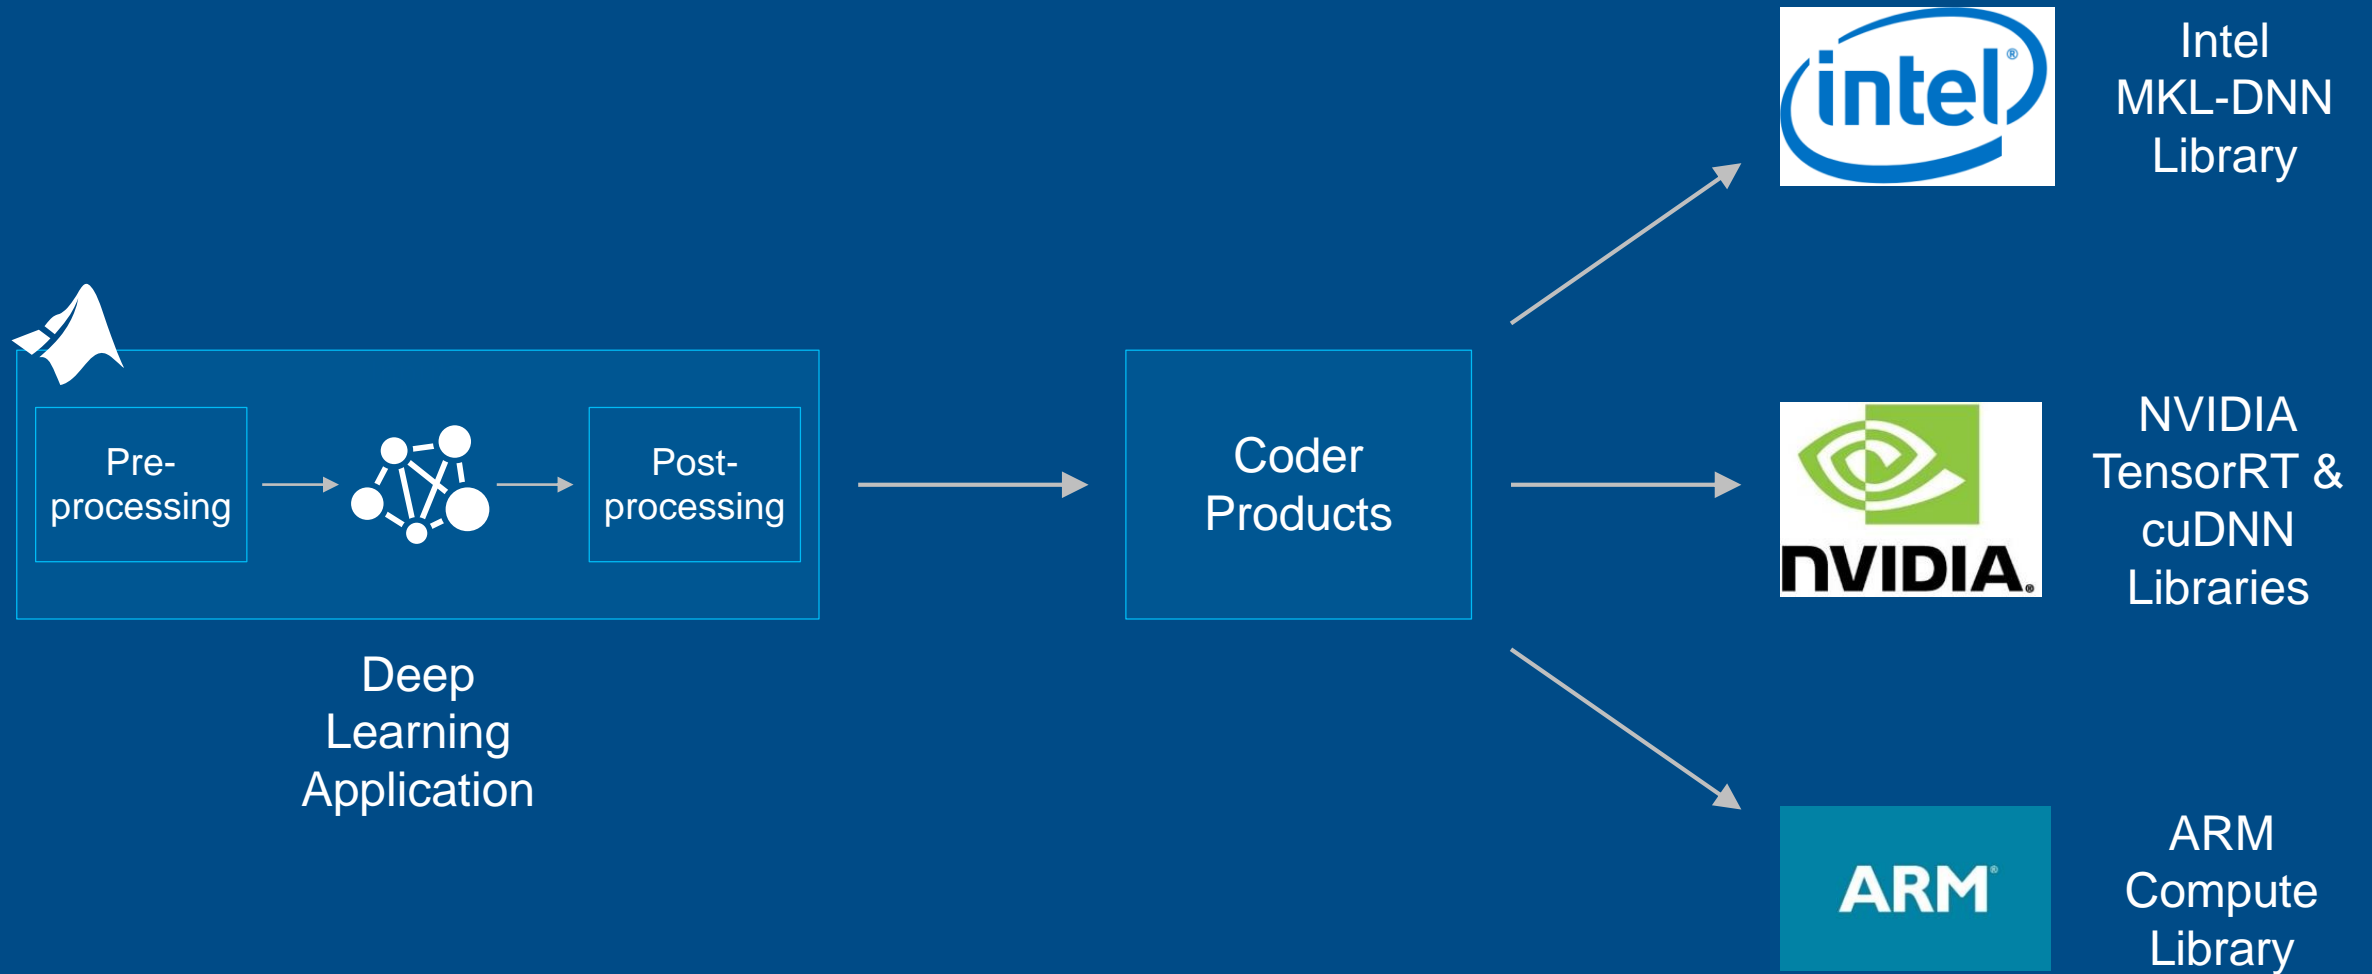 Pre-
processing
Post-
processing
Deep
Learning
Application
Coder
Products
intel®
Intel
MKL-DNN
Library
NVIDIA®
NVIDIA
TensorRT &
cuDNN
Libraries
ARM®
ARM
Compute
Library